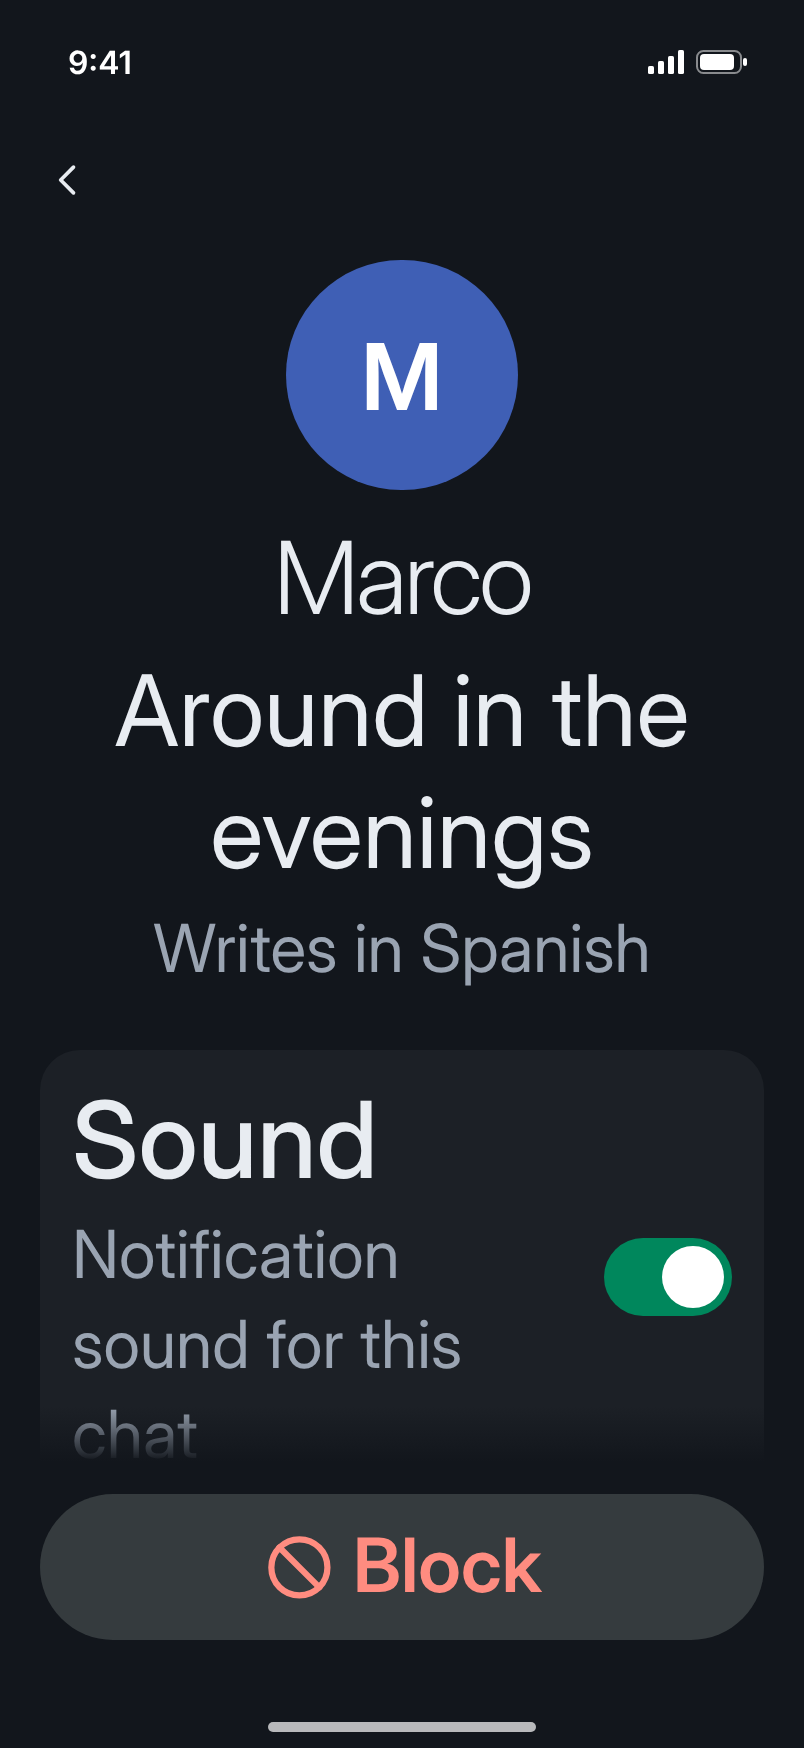 9:41
M
Marco
Around in the
evenings
Writes in Spanish
Sound
Notification
sound for this
chat
Block